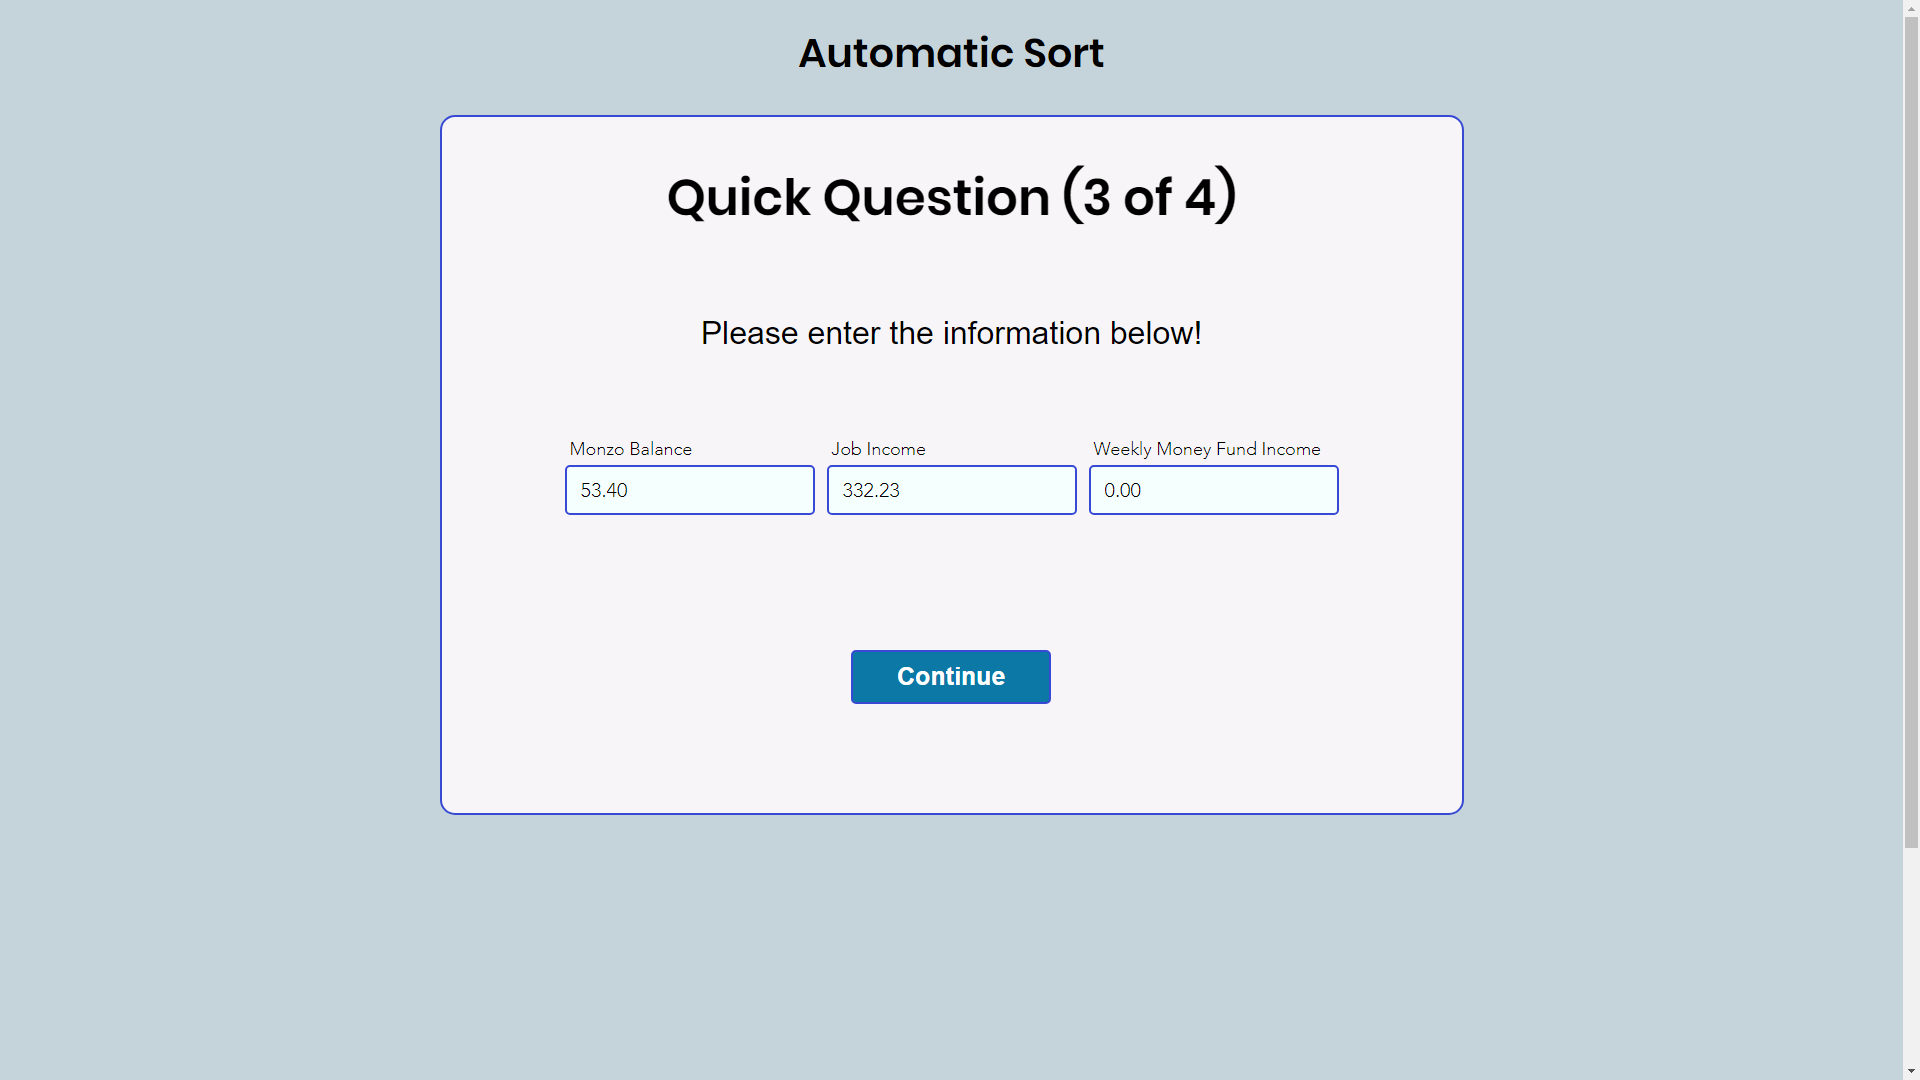 Automatic Sort
Quick Question (3 of 4)
Please enter the information below!
Monzo Balance Job Income Weekly Money Fund Income
53.40 332.23 0.00
Continue